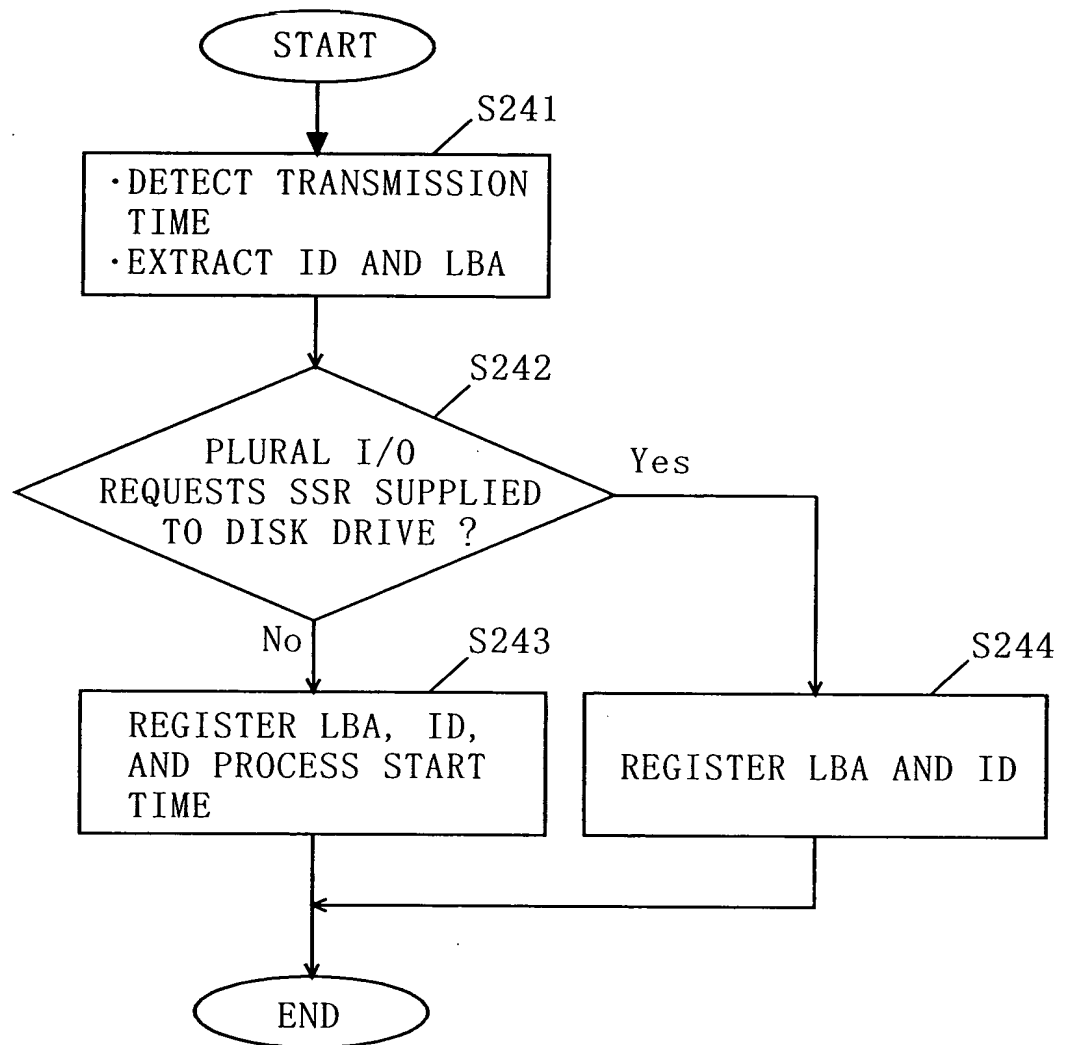 START
S241
·DETECT TRANSMISSION
TIME
·EXTRACT ID AND LBA
S242
PLURAL I/O
REQUESTS SSR SUPPLIED
TO DISK DRIVE ?
Yes
No
S243
REGISTER LBA, ID,
AND PROCESS START
TIME
S244
REGISTER LBA AND ID
END